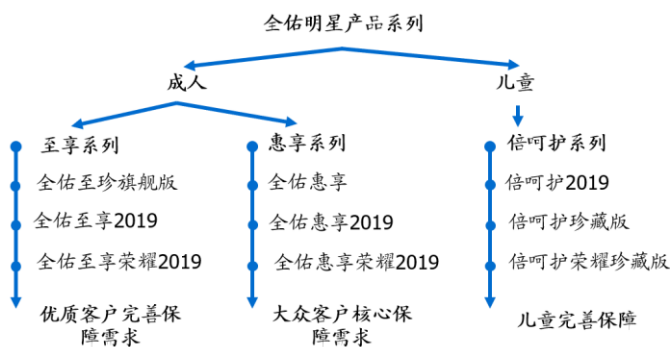 全佑明星产品系列
成人
儿童
至享系列
全佑至珍旗舰版
全佑至享2019
全佑至享荣耀2019
优质客户完善保
障需求
惠享系列
全佑惠享
全佑惠享2019
全佑惠享荣耀2019
大众客户核心保
障需求
倍呵护系列
倍呵护2019
倍呵护珍藏版
倍呵护荣耀珍藏版
儿童完善保障